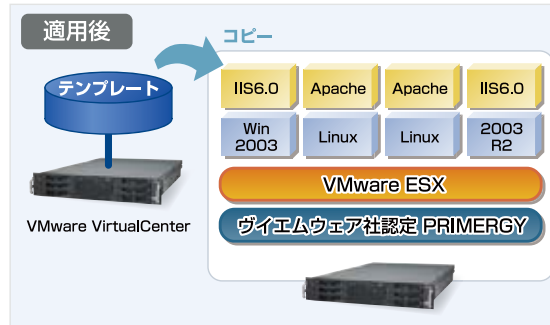 適用後
コピー
テンプレート
IIS6.0 Apache Apache IIS6.0
Win 2003 Linux Linux 2003 R2
VMware ESX
VMware VirtualCenter
ヴイエムウェア社認定 PRIMERGY